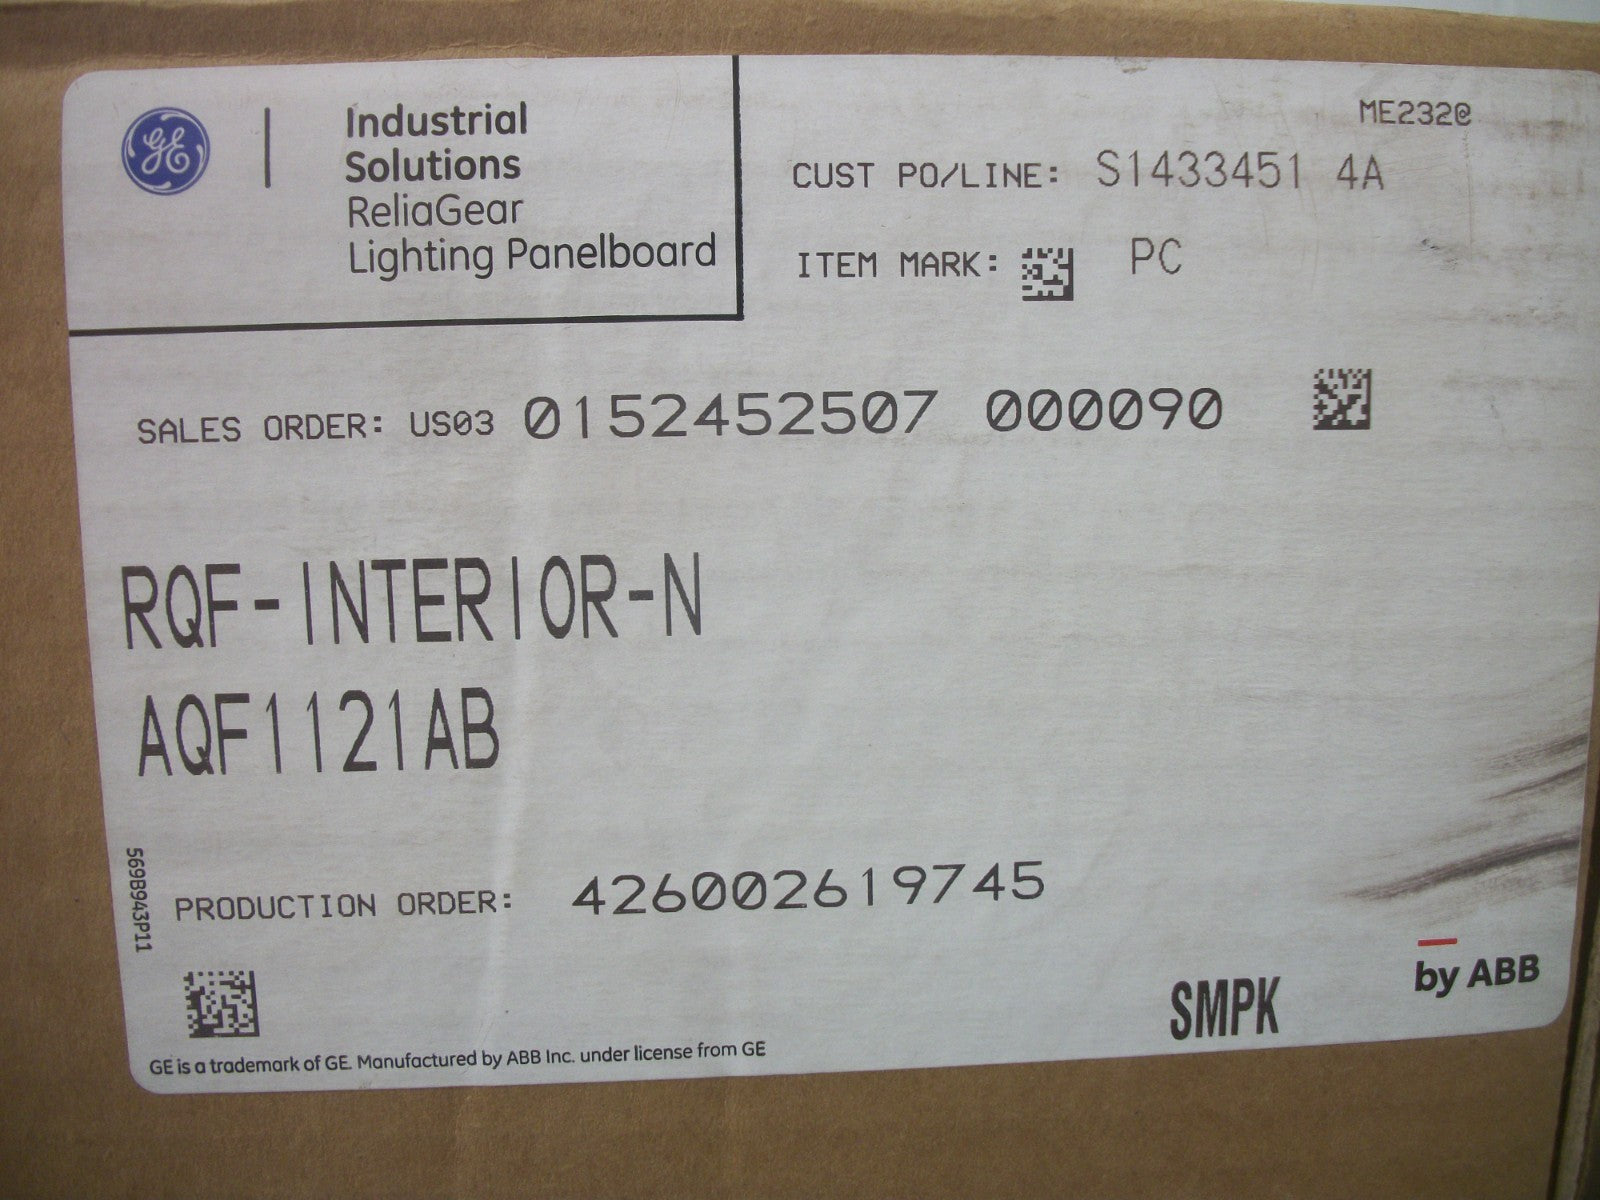 GE
Industrial
Solutions
ReliaGear
Lighting Panelboard
ME232@
CUST PO/LINE: S1433451 4A
ITEM MARK: PC
SALES ORDER: US03 0152452507 000090
RQF-INTERIOR-N
AQF1121AB
569B943P11
PRODUCTION ORDER: 426002619745
SMPK
by ABB
GE is a trademark of GE. Manufactured by ABB Inc. under license from GE